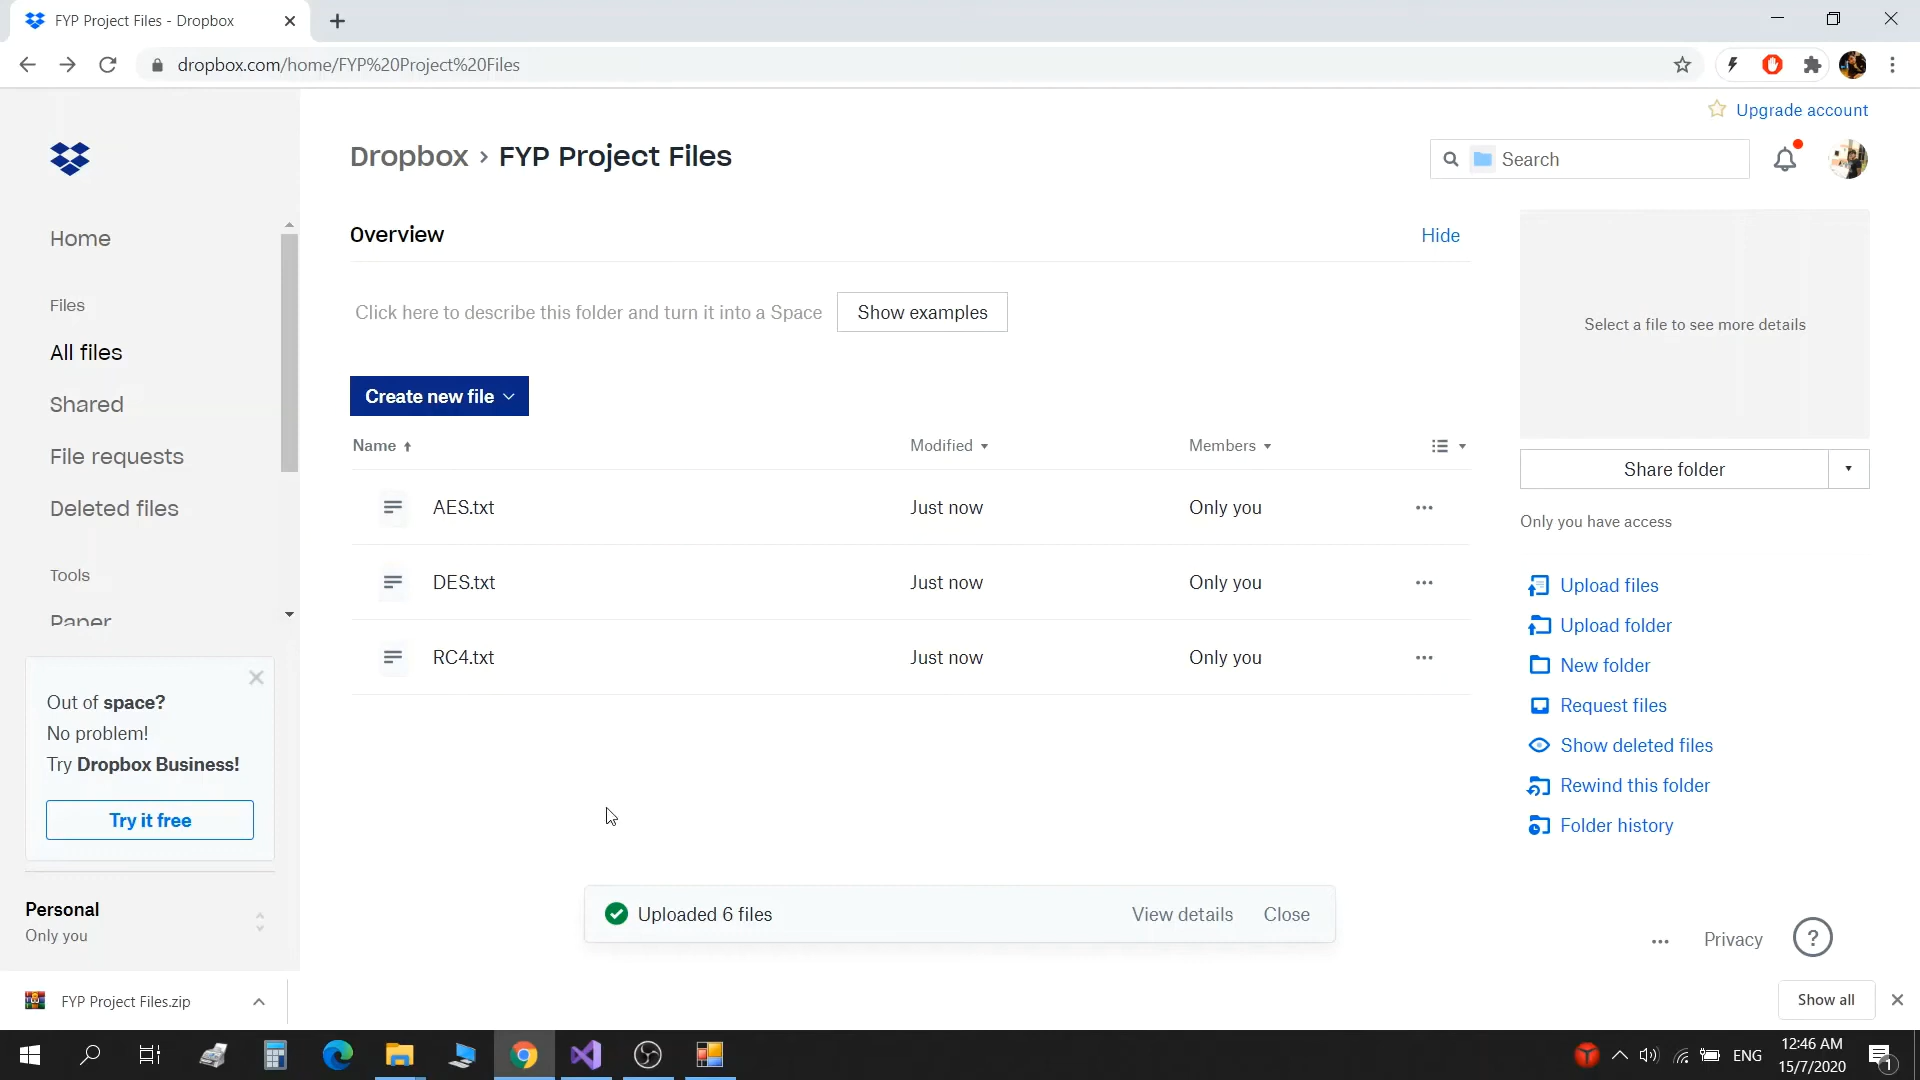 FYP Project Files - Dropbox
dropbox.com/home/FYP%20Project%20Files
Upgrade account
Dropbox › FYP Project Files
Search
Home
Overview
Hide
Files
Click here to describe this folder and turn it into a Space
Show examples
Select a file to see more details
All files
Shared
Create new file
Name
Modified
Members
File requests
Share folder
Deleted files
AES.txt
Just now
Only you
Only you have access
Tools
DES.txt
Just now
Only you
Upload files
Paper
Upload folder
RC4.txt
Just now
Only you
New folder
Out of space?
No problem!
Try Dropbox Business!
Try it free
Request files
Show deleted files
Rewind this folder
Folder history
Personal
Only you
Uploaded 6 files
View details
Close
Privacy
?
FYP Project Files.zip
Show all
ENG
12:46 AM
15/7/2020
1